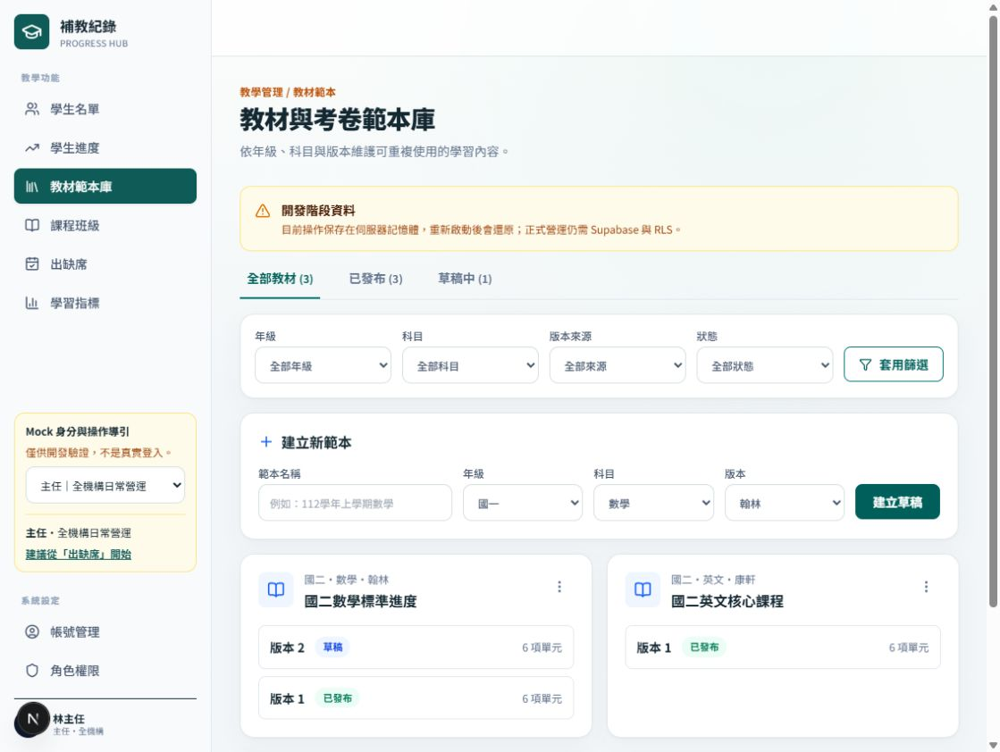 補教紀錄
PROGRESS HUB
教學功能
學生名單
學生進度
教材範本庫
課程班級
出缺席
學習指標
Mock 身分與操作導引
僅供開發驗證，不是真實登入。
主任｜全機構日常營運
主任・全機構日常營運
建議從「出缺席」開始
系統設定
帳號管理
角色權限
N
林主任
主任・全機構
教學管理 / 教材範本
教材與考卷範本庫
依年級、科目與版本維護可重複使用的學習內容。
開發階段資料
目前操作保存在伺服器記憶體，重新啟動後會還原；正式營運仍需 Supabase 與 RLS。
全部教材 (3) 已發布 (3) 草稿中 (1)
年級 科目 版本來源 狀態
全部年級 全部科目 全部來源 全部狀態 套用篩選
建立新範本
範本名稱 年級 科目 版本
例如：112學年上學期數學 國一 數學 翰林 建立草稿
國二・數學・翰林
國二數學標準進度
版本 2 草稿 6 項單元
版本 1 已發布 6 項單元
國二・英文・康軒
國二英文核心課程
版本 1 已發布 6 項單元